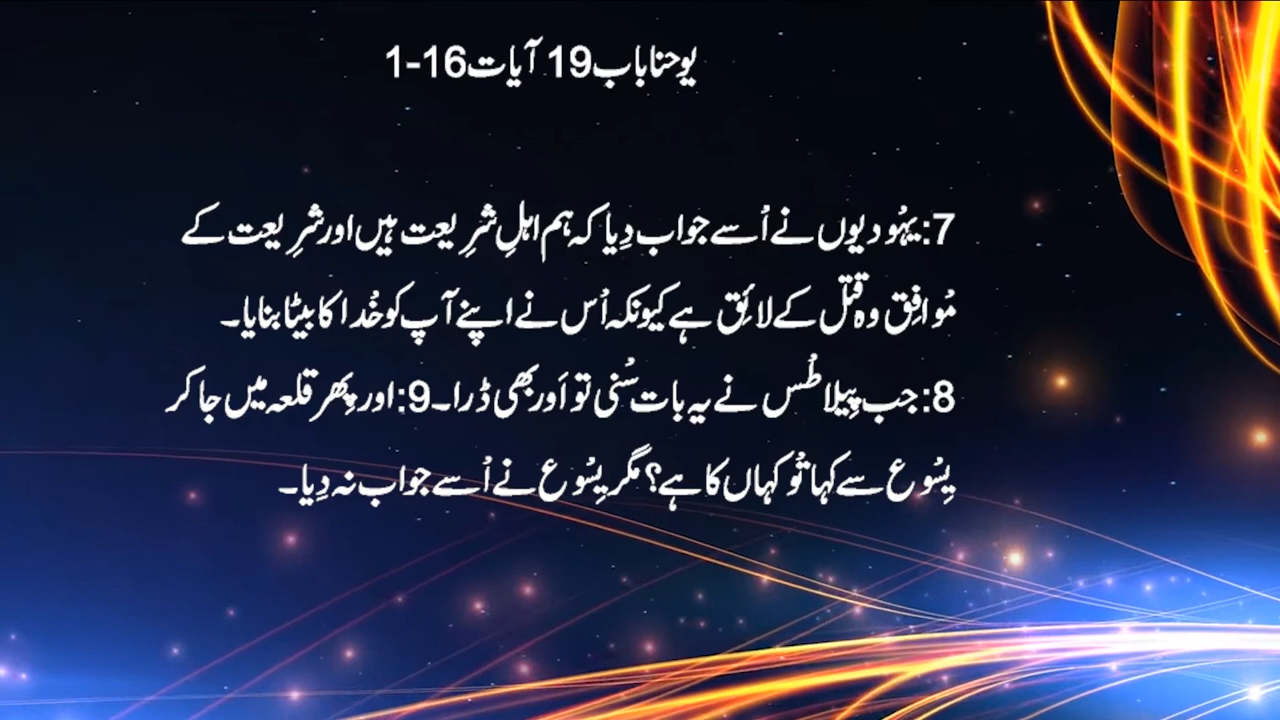 یوحنا باب 19 آیات 16-1
7: یہُودیوں نے اُسے جواب دِیا کہ ہم اہلِ شرِیعت ہیں اور شرِیعت کے
مُوافِق وہ قتل کے لائِق ہے کیونکہ اُس نے اپنے آپ کو خُدا کا بیٹا بنایا۔
8: جب پِیلاطُس نے یہ بات سُنی تو اَور بھی ڈرا۔ 9: اور پِھر قلعہ میں جا کر
یِسُوع سے کہا تُو کہاں کا ہے؟ مگر یِسُوع نے اُسے جواب نہ دِیا۔